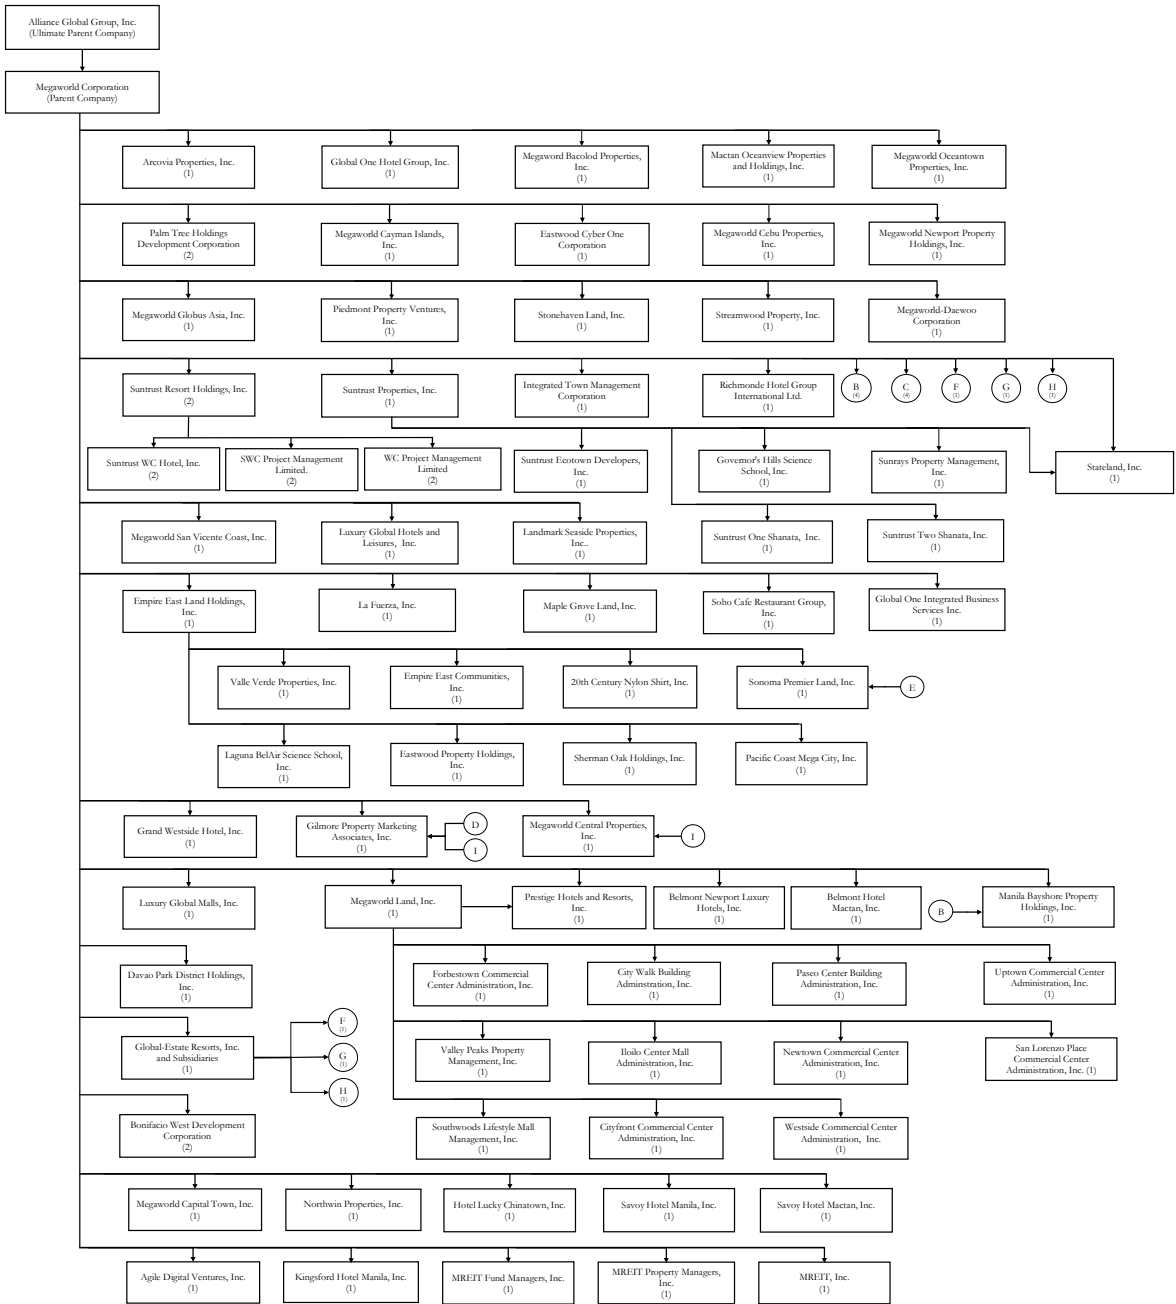 Alliance Global Group, Inc.
(Ultimate Parent Company)
Megaworld Corporation
(Parent Company)
Arcovia Properties, Inc.
(1)
Global One Hotel Group, Inc.
(1)
Megaword Bacolod Properties,
Inc.
(1)
Mactan Oceanview Properties
and Holdings, Inc.
(1)
Megaworld Oceantown
Properties, Inc.
(1)
Palm Tree Holdings
Development Corporation
(2)
Megaworld Cayman Islands,
Inc.
(1)
Eastwood Cyber One
Corporation
(1)
Megaworld Cebu Properties,
Inc.
(1)
Megaworld Newport Property
Holdings, Inc.
(1)
Megaworld Globus Asia, Inc.
(1)
Piedmont Property Ventures,
Inc.
(1)
Stonehaven Land, Inc.
(1)
Streamwood Property, Inc.
(1)
Megaworld-Daewoo
Corporation
(1)
Suntrust Resort Holdings, Inc.
(2)
Suntrust Properties, Inc.
(1)
Integrated Town Management
Corporation
(1)
Richmonde Hotel Group
International Ltd.
(1)
B
(4)
C
(4)
F
(1)
G
(1)
H
(1)
Suntrust WC Hotel, Inc.
(2)
SWC Project Management
Limited.
(2)
WC Project Management
Limited
(2)
Suntrust Ecotown Developers,
Inc.
(1)
Governor's Hills Science
School, Inc.
(1)
Sunrays Property Management,
Inc.
(1)
Stateland, Inc.
(1)
Megaworld San Vicente Coast, Inc.
(1)
Luxury Global Hotels and
Leisures,  Inc.
(1)
Landmark Seaside Properties,
Inc..
(1)
Suntrust One Shanata,  Inc.
(1)
Suntrust Two Shanata, Inc.
(1)
Empire East Land Holdings,
Inc.
(1)
La Fuerza, Inc.
(1)
Maple Grove Land, Inc.
(1)
Soho Cafe Restaurant Group,
Inc.
(1)
Global One Integrated Business
Services Inc.
(1)
Valle Verde Properties, Inc.
(1)
Empire East Communities,
Inc.
(1)
20th Century Nylon Shirt, Inc.
(1)
Sonoma Premier Land, Inc.
(1)
E
Laguna BelAir Science School,
Inc.
(1)
Eastwood Property Holdings,
Inc.
(1)
Sherman Oak Holdings, Inc.
(1)
Pacific Coast Mega City, Inc.
(1)
Grand Westside Hotel, Inc.
(1)
Gilmore Property Marketing
Associates, Inc.
(1)
D
I
Megaworld Central Properties,
Inc.
(1)
I
Luxury Global Malls, Inc.
(1)
Megaworld Land, Inc.
(1)
Prestige Hotels and Resorts,
Inc.
(1)
Belmont Newport Luxury
Hotels, Inc.
(1)
Belmont Hotel
Mactan, Inc.
(1)
B
Manila Bayshore Property
Holdings, Inc.
(1)
Davao Park District Holdings,
Inc.
(1)
Forbestown Commercial
Center Administration, Inc.
(1)
City Walk Building
Adminstration, Inc.
(1)
Paseo Center Building
Administration, Inc.
(1)
Uptown Commercial Center
Administration, Inc.
(1)
Global-Estate Resorts, Inc.
and Subsidiaries
(1)
F
(1)
G
(1)
H
(1)
Valley Peaks Property
Management, Inc.
(1)
Iloilo Center Mall
Administration, Inc.
(1)
Newtown Commercial Center
Administration, Inc.
(1)
San Lorenzo Place
Commercial Center
Administration, Inc. (1)
Bonifacio West Development
Corporation
(2)
Southwoods Lifestyle Mall
Management, Inc.
(1)
Cityfront Commercial Center
Administration, Inc.
(1)
Westside Commercial Center
Administration,  Inc.
(1)
Megaworld Capital Town, Inc.
(1)
Northwin Properties, Inc.
(1)
Hotel Lucky Chinatown, Inc.
(1)
Savoy Hotel Manila, Inc.
(1)
Savoy Hotel Mactan, Inc.
(1)
Agile Digital Ventures, Inc.
(1)
Kingsford Hotel Manila, Inc.
(1)
MREIT Fund Managers, Inc.
(1)
MREIT Property Managers,
Inc.
(1)
MREIT, Inc.
(1)